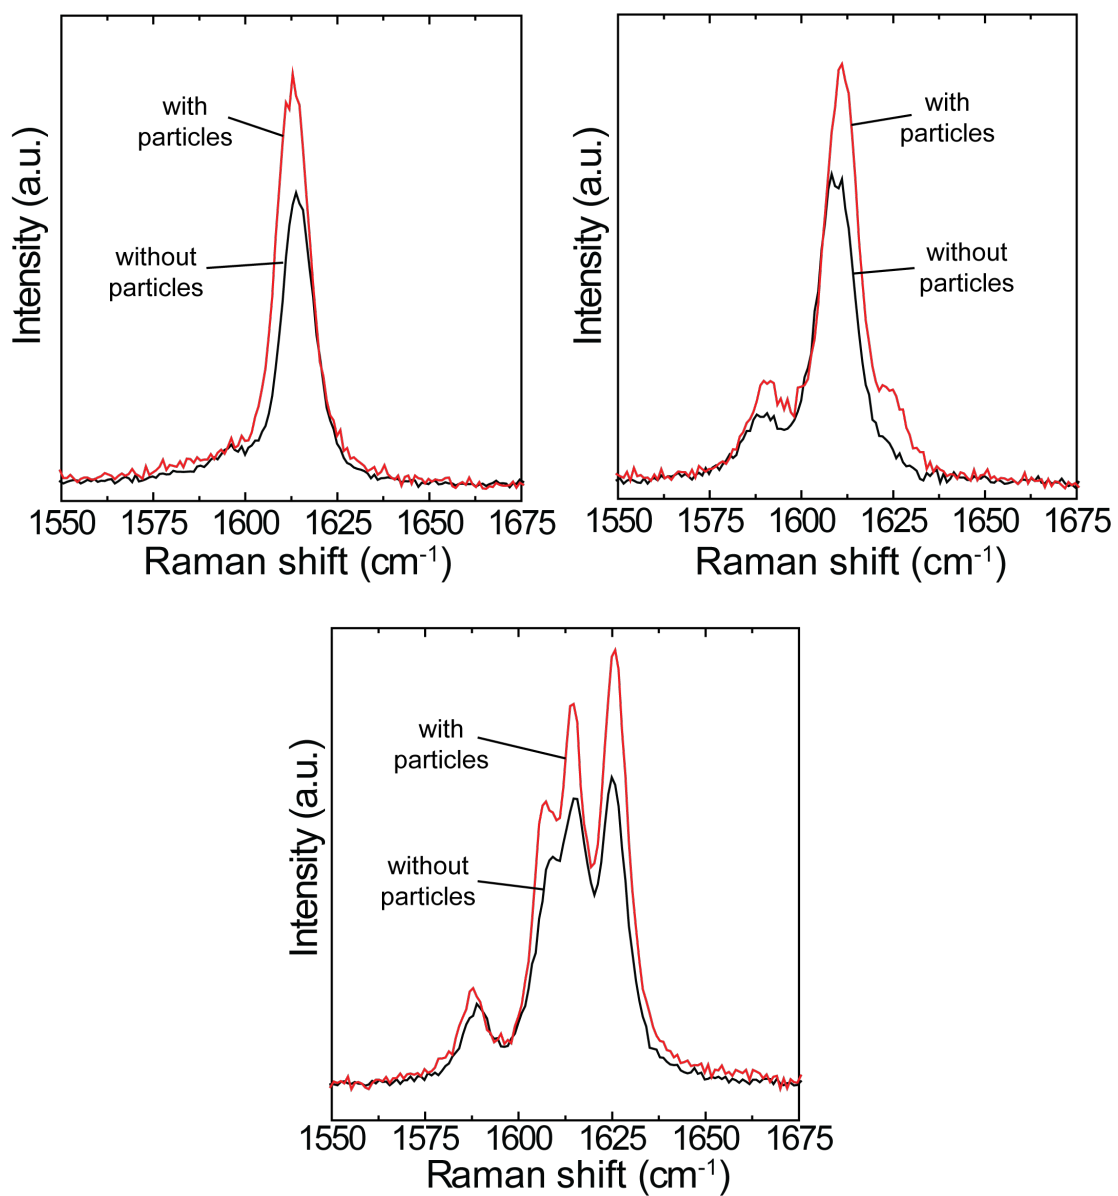 with
particles
without
particles
Intensity (a.u.)
1550 1575 1600 1625 1650 1675
Raman shift (cm-1)
with
particles
without
particles
Intensity (a.u.)
1550 1575 1600 1625 1650 1675
Raman shift (cm-1)
with
particles
without
particles
Intensity (a.u.)
1550 1575 1600 1625 1650 1675
Raman shift (cm-1)